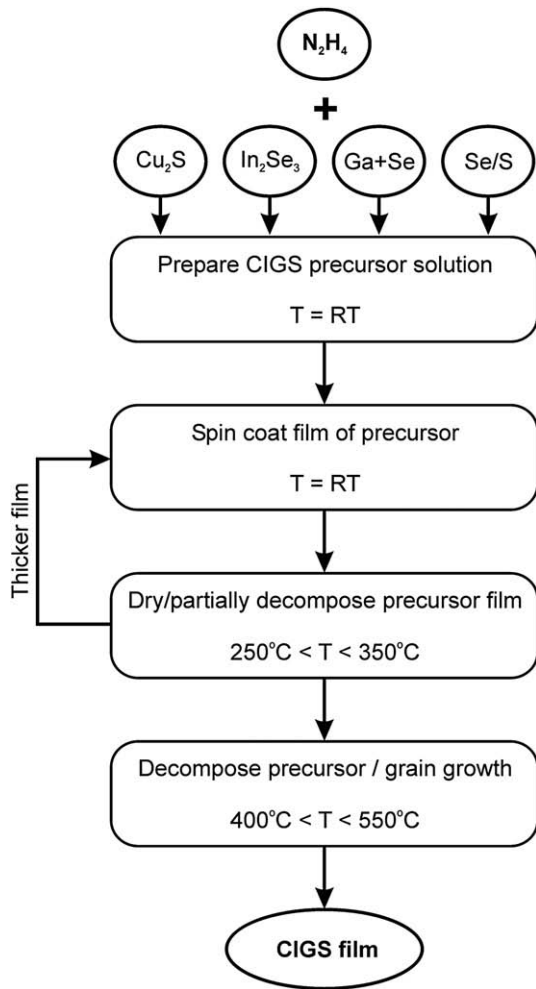 N₂H₄
+
Cu₂S In₂Se₃ Ga+Se Se/S
Prepare CIGS precursor solution
T = RT
Spin coat film of precursor
T = RT
Thicker film
Dry/partially decompose precursor film
250°C < T < 350°C
Decompose precursor / grain growth
400°C < T < 550°C
CIGS film